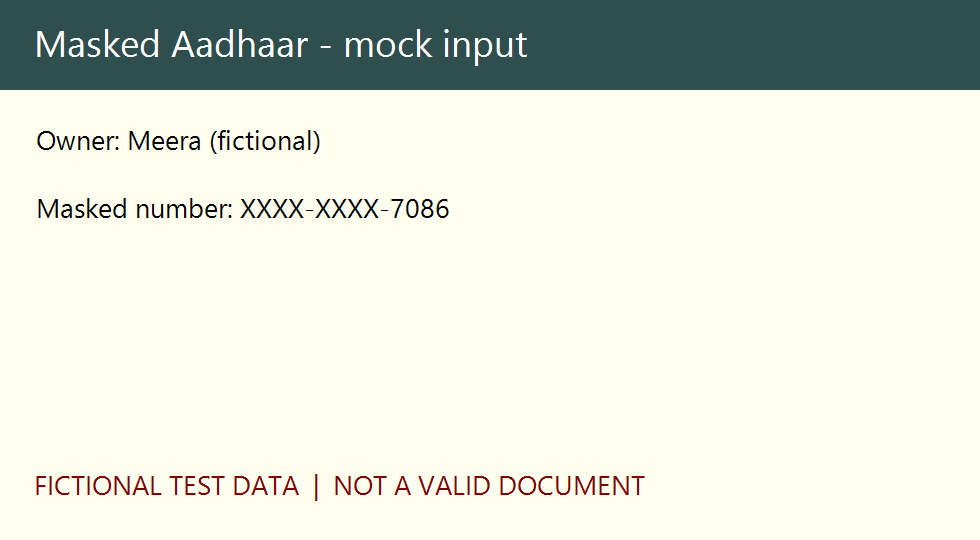 Masked Aadhaar - mock input
Owner: Meera (fictional)
Masked number: XXXX-XXXX-7086
FICTIONAL TEST DATA | NOT A VALID DOCUMENT